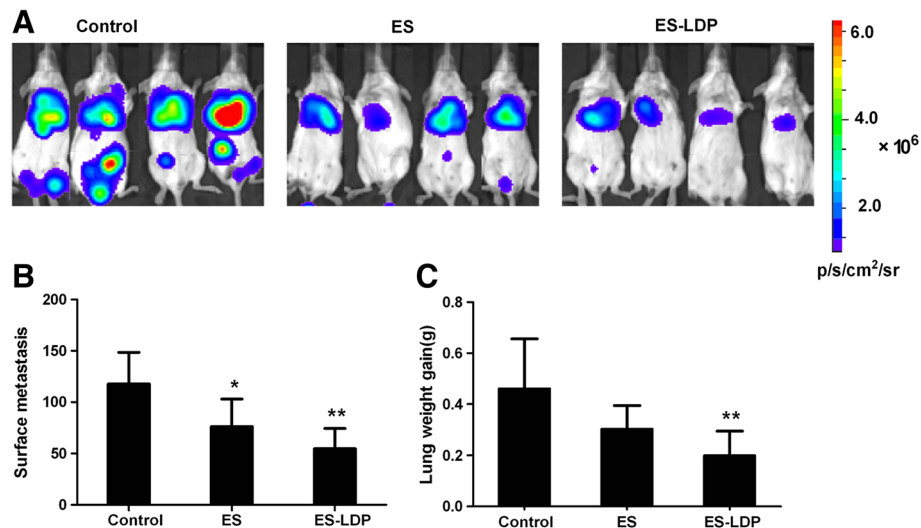 A
Control
ES
ES-LDP
6.0
4.0
× 10⁶
2.0
p/s/cm²/sr
B
Surface metastasis
200
150
100
50
0
*
**
Control
ES
ES-LDP
C
Lung weight gain(g)
0.8
0.6
0.4
0.2
0.0
**
Control
ES
ES-LDP